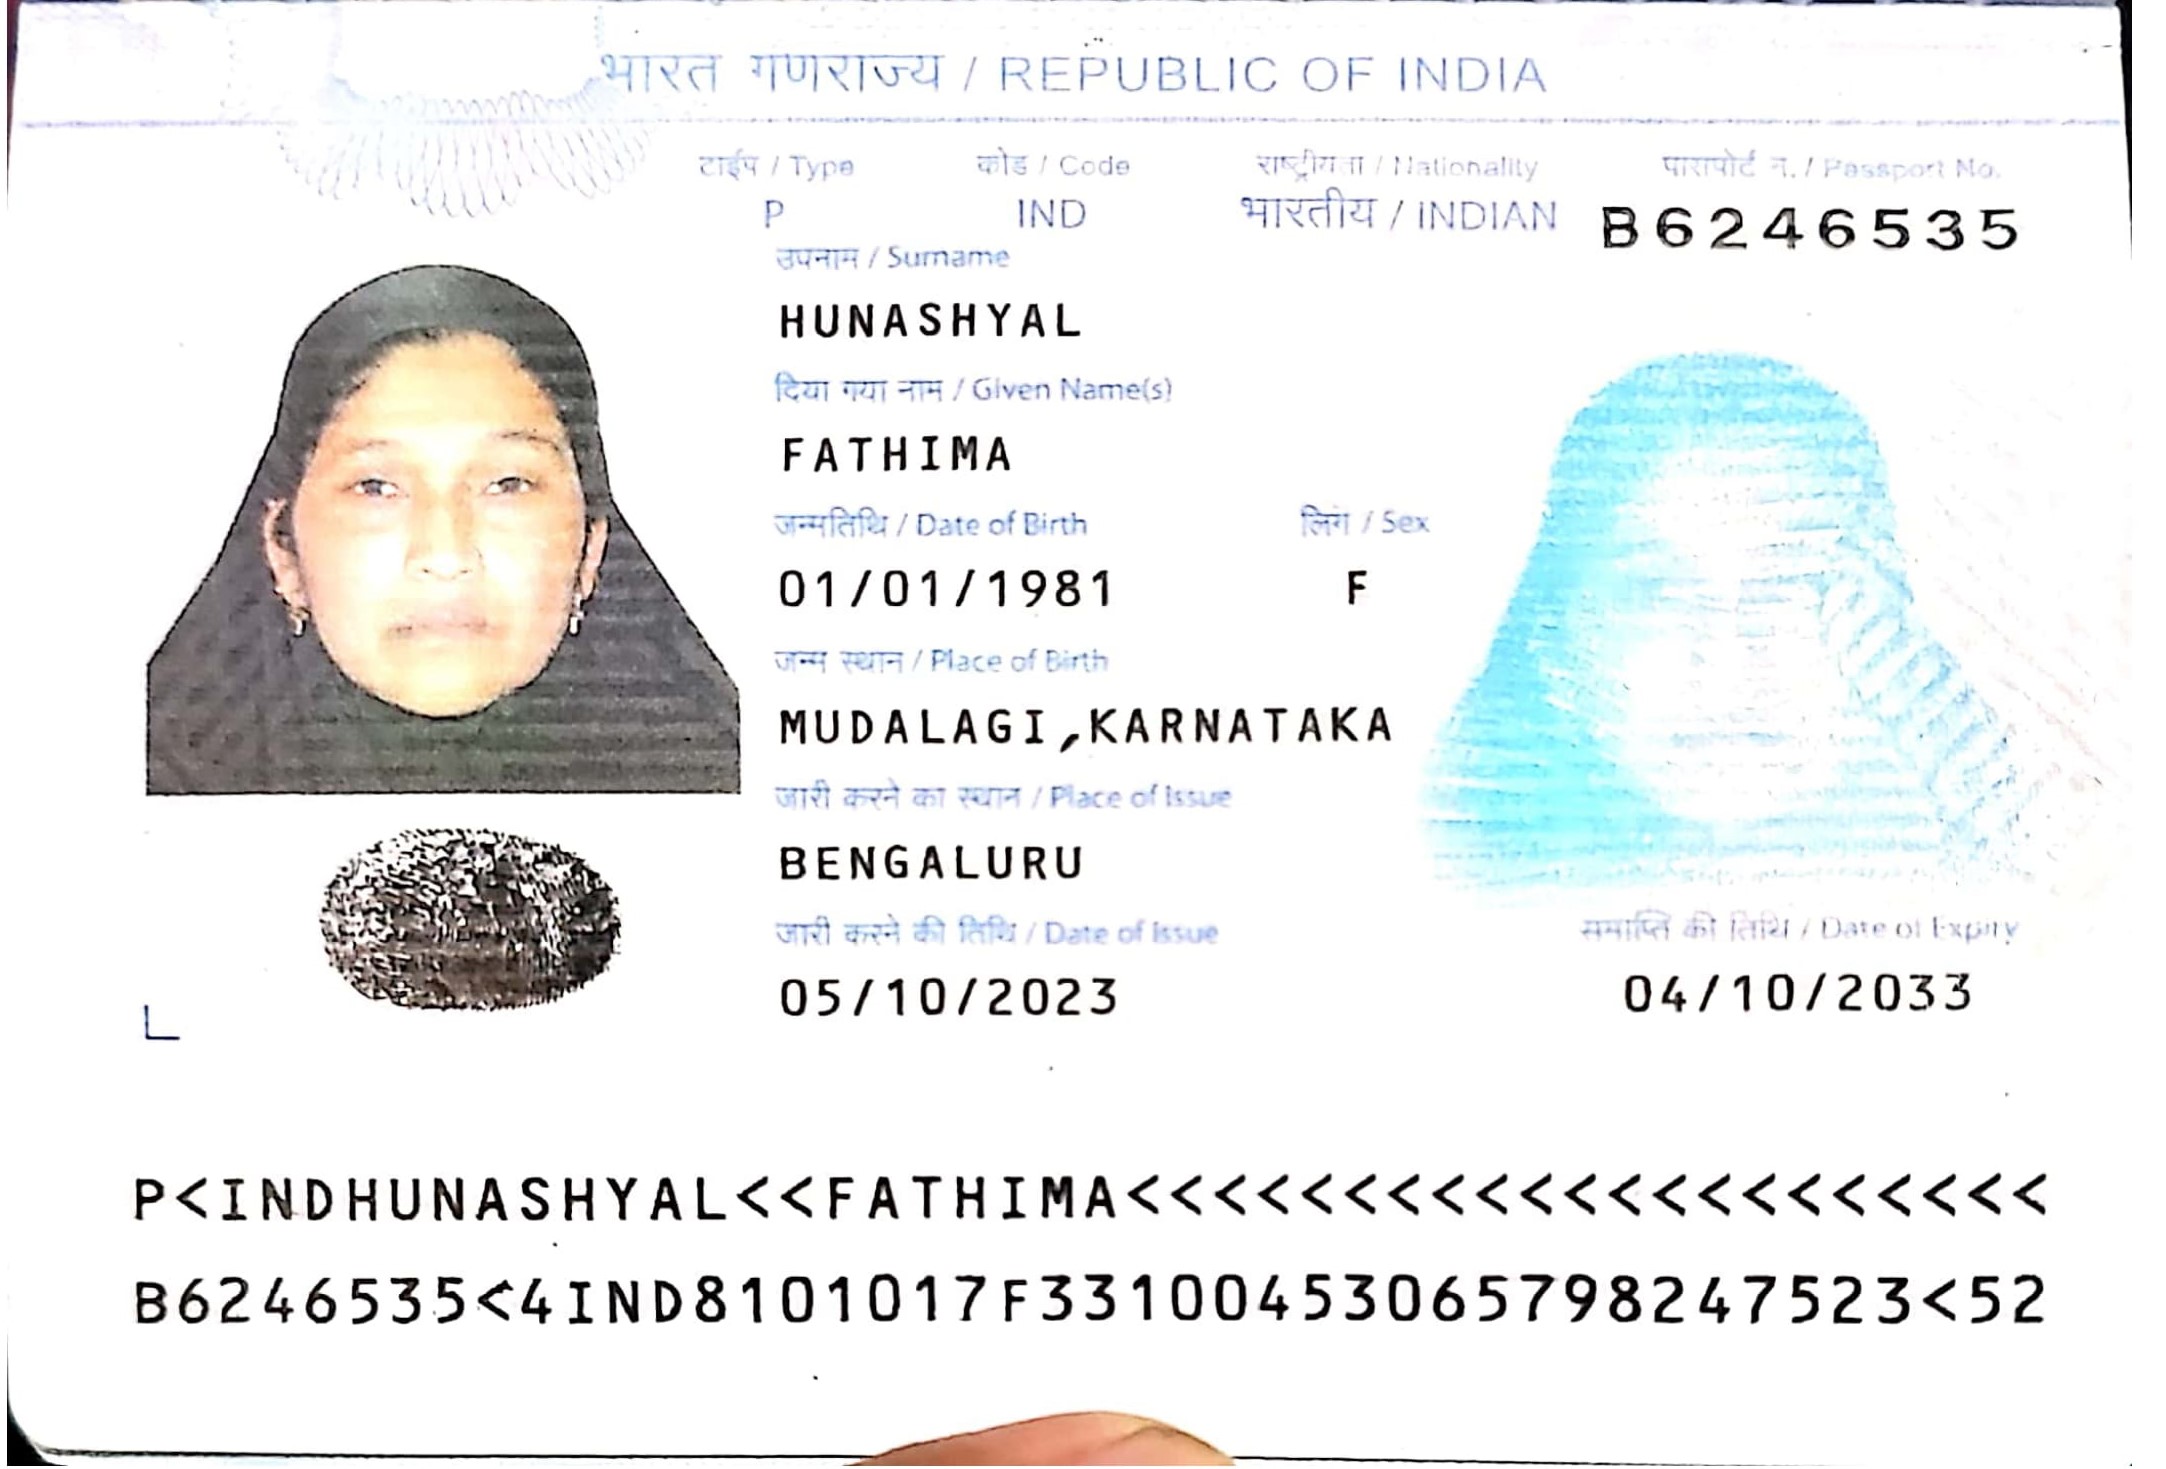 भारत गणराज्य / REPUBLIC OF INDIA
टाईप / Type कोड / Code राष्ट्रीयता / Nationality पासपोर्ट न. / Passport No.
P IND भारतीय / INDIAN B6246535
उपनाम / Surname
HUNASHYAL
दिया गया नाम / Given Name(s)
FATHIMA
जन्मतिथि / Date of Birth लिंग / Sex
01/01/1981 F
जन्म स्थान / Place of Birth
MUDALAGI,KARNATAKA
जारी करने का स्थान / Place of Issue
BENGALURU
जारी करने की तिथि / Date of Issue समाप्ति की तिथि / Date of Expiry
05/10/2023 04/10/2033
P<INDHUNASHYAL<<FATHIMA<<<<<<<<<<<<<<<<<<<<<
B6246535<4IND8101017F33100453065798247523<52